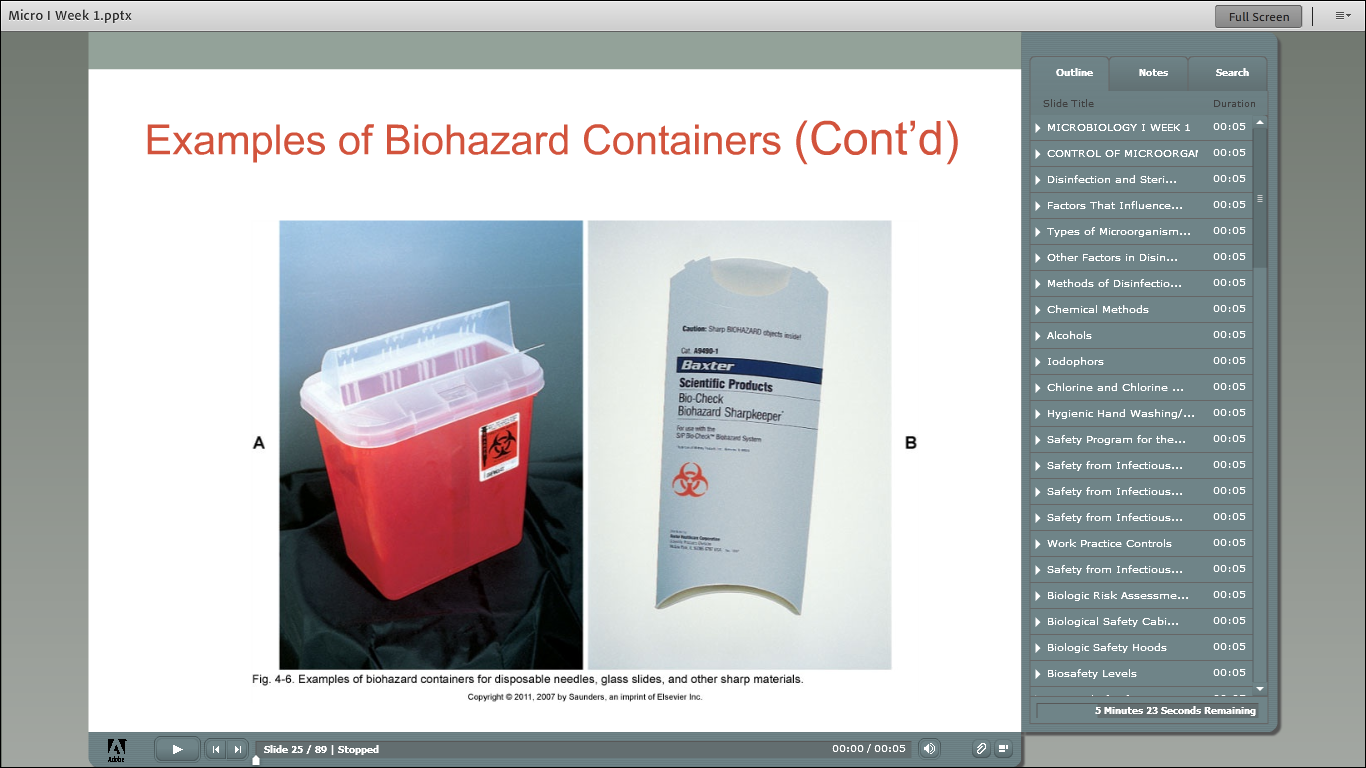 Micro I Week 1.pptx
Full Screen
Examples of Biohazard Containers (Cont’d)
A
Caution: Sharp BIOHAZARD objects inside!
Cat. A9490-1
Baxter
Scientific Products
Bio-Check
Biohazard Sharpkeeper
For use with the
S/P Bio-Check™ Biohazard System
Baxter Healthcare Corporation
Scientific Products Division
B
Fig. 4-6. Examples of biohazard containers for disposable needles, glass slides, and other sharp materials.
Copyright © 2011, 2007 by Saunders, an imprint of Elsevier Inc.
Adobe
Slide 25 / 89 | Stopped
00:00 / 00:05
Outline Notes Search
Slide Title Duration
MICROBIOLOGY I WEEK 1 00:05
CONTROL OF MICROORGAN 00:05
Disinfection and Steri... 00:05
Factors That Influence... 00:05
Types of Microorganism... 00:05
Other Factors in Disin... 00:05
Methods of Disinfectio... 00:05
Chemical Methods 00:05
Alcohols 00:05
Iodophors 00:05
Chlorine and Chlorine ... 00:05
Hygienic Hand Washing/... 00:05
Safety Program for the... 00:05
Safety from Infectious... 00:05
Safety from Infectious... 00:05
Safety from Infectious... 00:05
Work Practice Controls 00:05
Safety from Infectious... 00:05
Biologic Risk Assessme... 00:05
Biological Safety Cabi... 00:05
Biologic Safety Hoods 00:05
Biosafety Levels 00:05
5 Minutes 23 Seconds Remaining